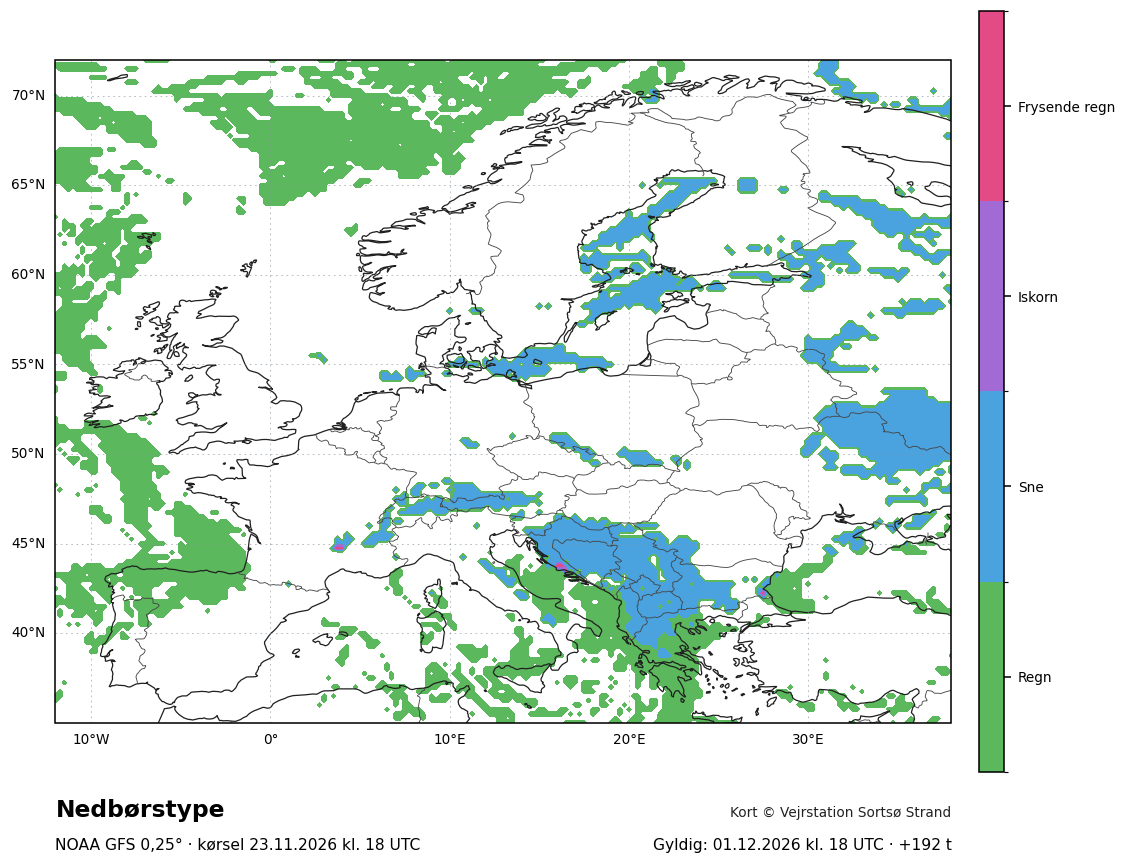 70°N
65°N
60°N
55°N
50°N
45°N
40°N
10°W
0°
10°E
20°E
30°E
Frysende regn
Iskorn
Sne
Regn
Nedbørstype
Kort © Vejrstation Sortsø Strand
NOAA GFS 0,25° · kørsel 23.11.2026 kl. 18 UTC
Gyldig: 01.12.2026 kl. 18 UTC · +192 t